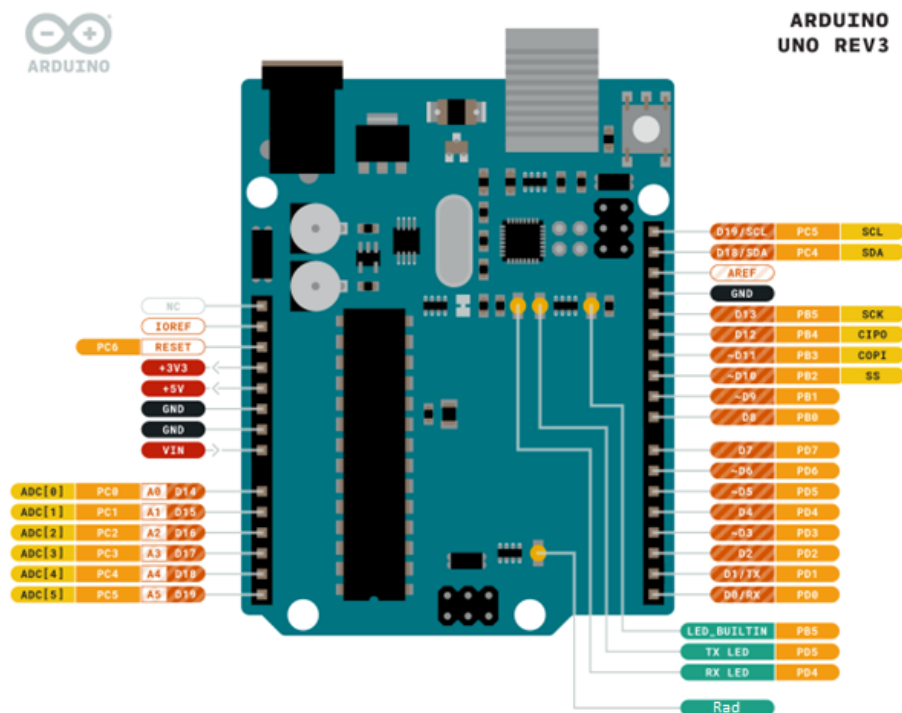 ARDUINO
ARDUINO
UNO REV3
NC
IOREF
PC6 RESET
+3V3
+5V
GND
GND
VIN
ADC[0] PC0 A0 D14
ADC[1] PC1 A1 D15
ADC[2] PC2 A2 D16
ADC[3] PC3 A3 D17
ADC[4] PC4 A4 D18
ADC[5] PC5 A5 D19
D19/SCL PC5 SCL
D18/SDA PC4 SDA
AREF
GND
D13 PB5 SCK
D12 PB4 CIPO
~D11 PB3 COPI
~D10 PB2 SS
~D9 PB1
D8 PB0
D7 PD7
~D6 PD6
~D5 PD5
D4 PD4
~D3 PD3
D2 PD2
D1/TX PD1
D0/RX PD0
LED_BUILTIN PB5
TX LED PD5
RX LED PD4
Rad